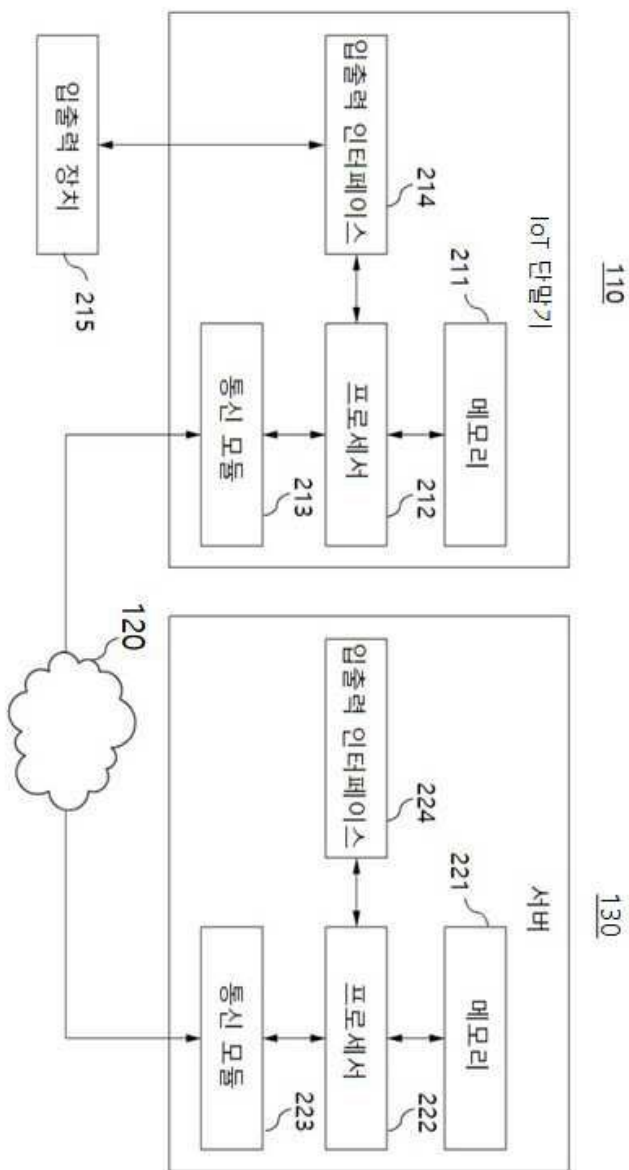 110
IoT 단말기
211
메모리
214
입출력 인터페이스
212
프로세서
213
통신 모듈
215
입출력 장치
120
130
서버
221
메모리
224
입출력 인터페이스
222
프로세서
223
통신 모듈